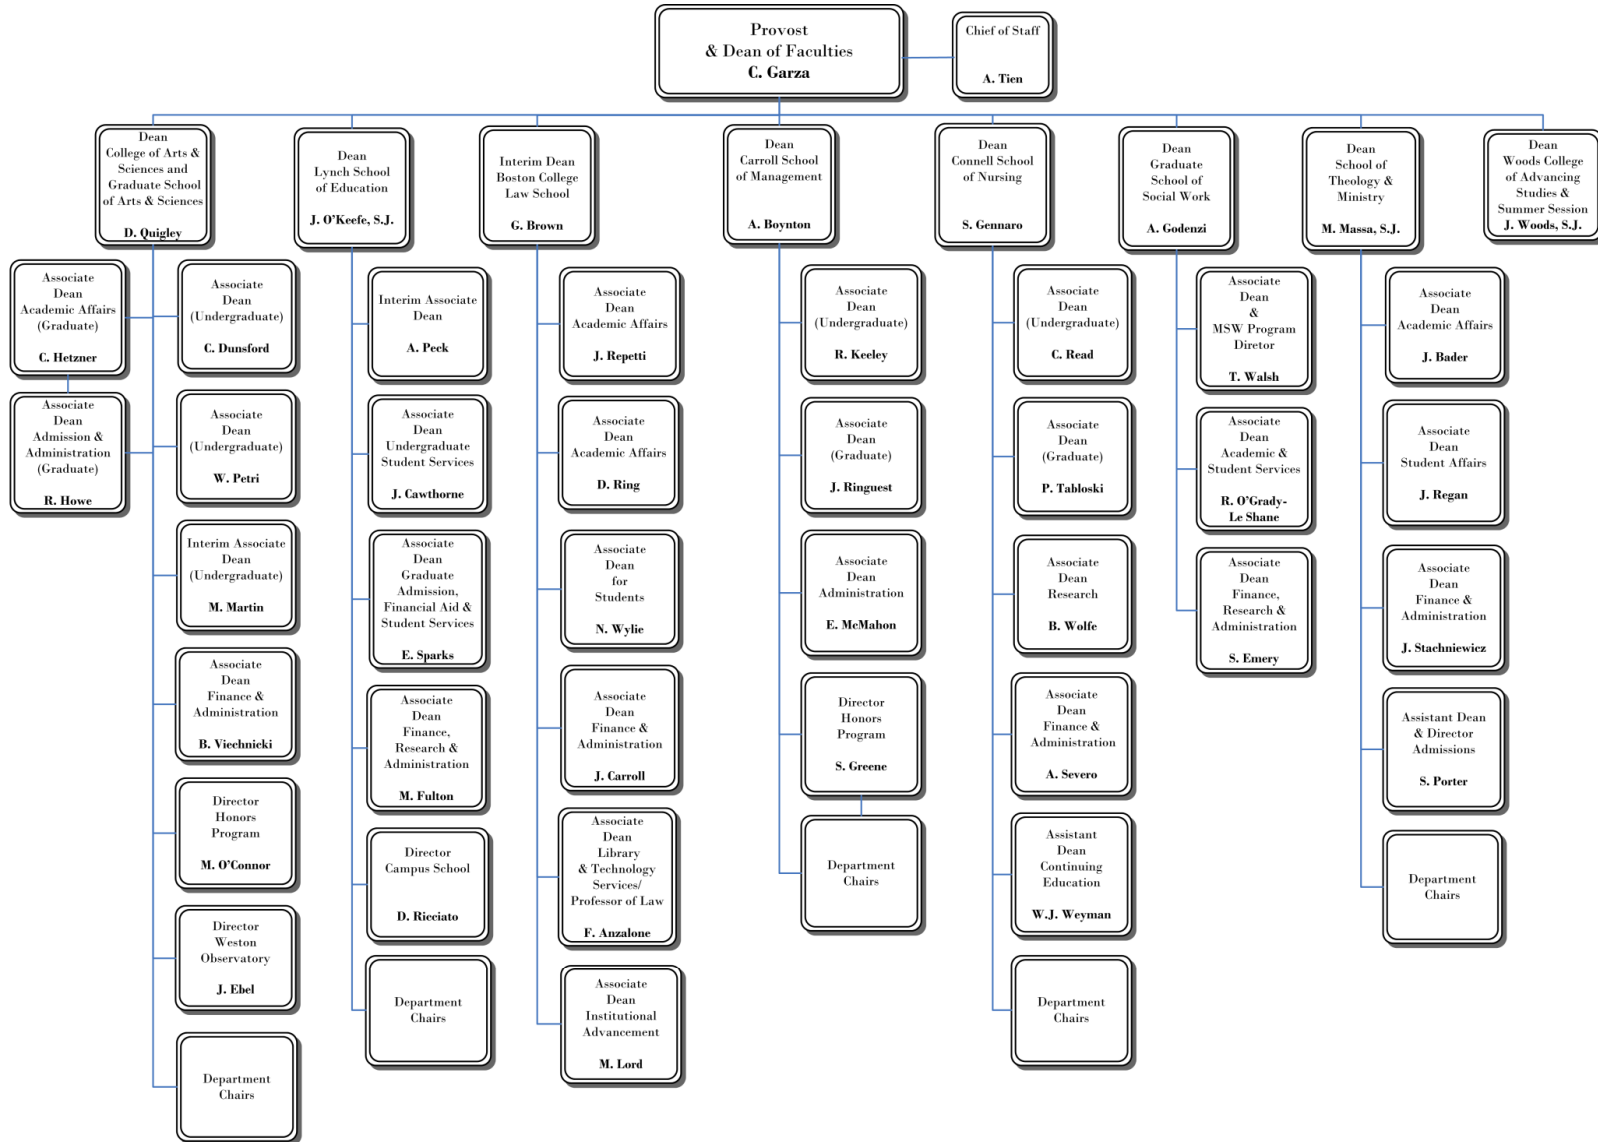 Provost
& Dean of Faculties
C. Garza
Chief of Staff
A. Tien
Dean
College of Arts &
Sciences and
Graduate School
of Arts & Sciences
D. Quigley
Dean
Lynch School
of Education
J. O'Keefe, S.J.
Interim Dean
Boston College
Law School
G. Brown
Dean
Carroll School
of Management
A. Boynton
Dean
Connell School
of Nursing
S. Gennaro
Dean
Graduate
School of
Social Work
A. Godenzi
Dean
School of
Theology &
Ministry
M. Massa, S.J.
Dean
Woods College
of Advancing
Studies &
Summer Session
J. Woods, S.J.
Associate
Dean
Academic Affairs
(Graduate)
C. Hetzner
Associate
Dean
Admission &
Administration
(Graduate)
R. Howe
Associate
Dean
(Undergraduate)
C. Dunsford
Associate
Dean
(Undergraduate)
W. Petri
Interim Associate
Dean
(Undergraduate)
M. Martin
Associate
Dean
Finance &
Administration
B. Viechnicki
Director
Honors
Program
M. O'Connor
Director
Weston
Observatory
J. Ebel
Department
Chairs
Interim Associate
Dean
A. Peck
Associate
Dean
Undergraduate
Student Services
J. Cawthorne
Associate
Dean
Graduate
Admission,
Financial Aid &
Student Services
E. Sparks
Associate
Dean
Finance,
Research &
Administration
M. Fulton
Director
Campus School
D. Ricciato
Department
Chairs
Associate
Dean
Academic Affairs
J. Repetti
Associate
Dean
Academic Affairs
D. Ring
Associate
Dean
for
Students
N. Wylie
Associate
Dean
Finance &
Administration
J. Carroll
Associate
Dean
Library
& Technology
Services/
Professor of Law
F. Anzalone
Associate
Dean
Institutional
Advancement
M. Lord
Associate
Dean
(Undergraduate)
R. Keeley
Associate
Dean
(Graduate)
J. Ringuest
Associate
Dean
Administration
E. McMahon
Director
Honors
Program
S. Greene
Department
Chairs
Associate
Dean
(Undergraduate)
C. Read
Associate
Dean
(Graduate)
P. Tabloski
Associate
Dean
Research
B. Wolfe
Associate
Dean
Finance &
Administration
A. Severo
Assistant
Dean
Continuing
Education
W.J. Weyman
Department
Chairs
Associate
Dean
&
MSW Program
Diretor
T. Walsh
Associate
Dean
Academic &
Student Services
R. O'Grady-
Le Shane
Associate
Dean
Finance,
Research &
Administration
S. Emery
Associate
Dean
Academic Affairs
J. Bader
Associate
Dean
Student Affairs
J. Regan
Associate
Dean
Finance &
Administration
J. Stachniewicz
Assistant Dean
& Director
Admissions
S. Porter
Department
Chairs